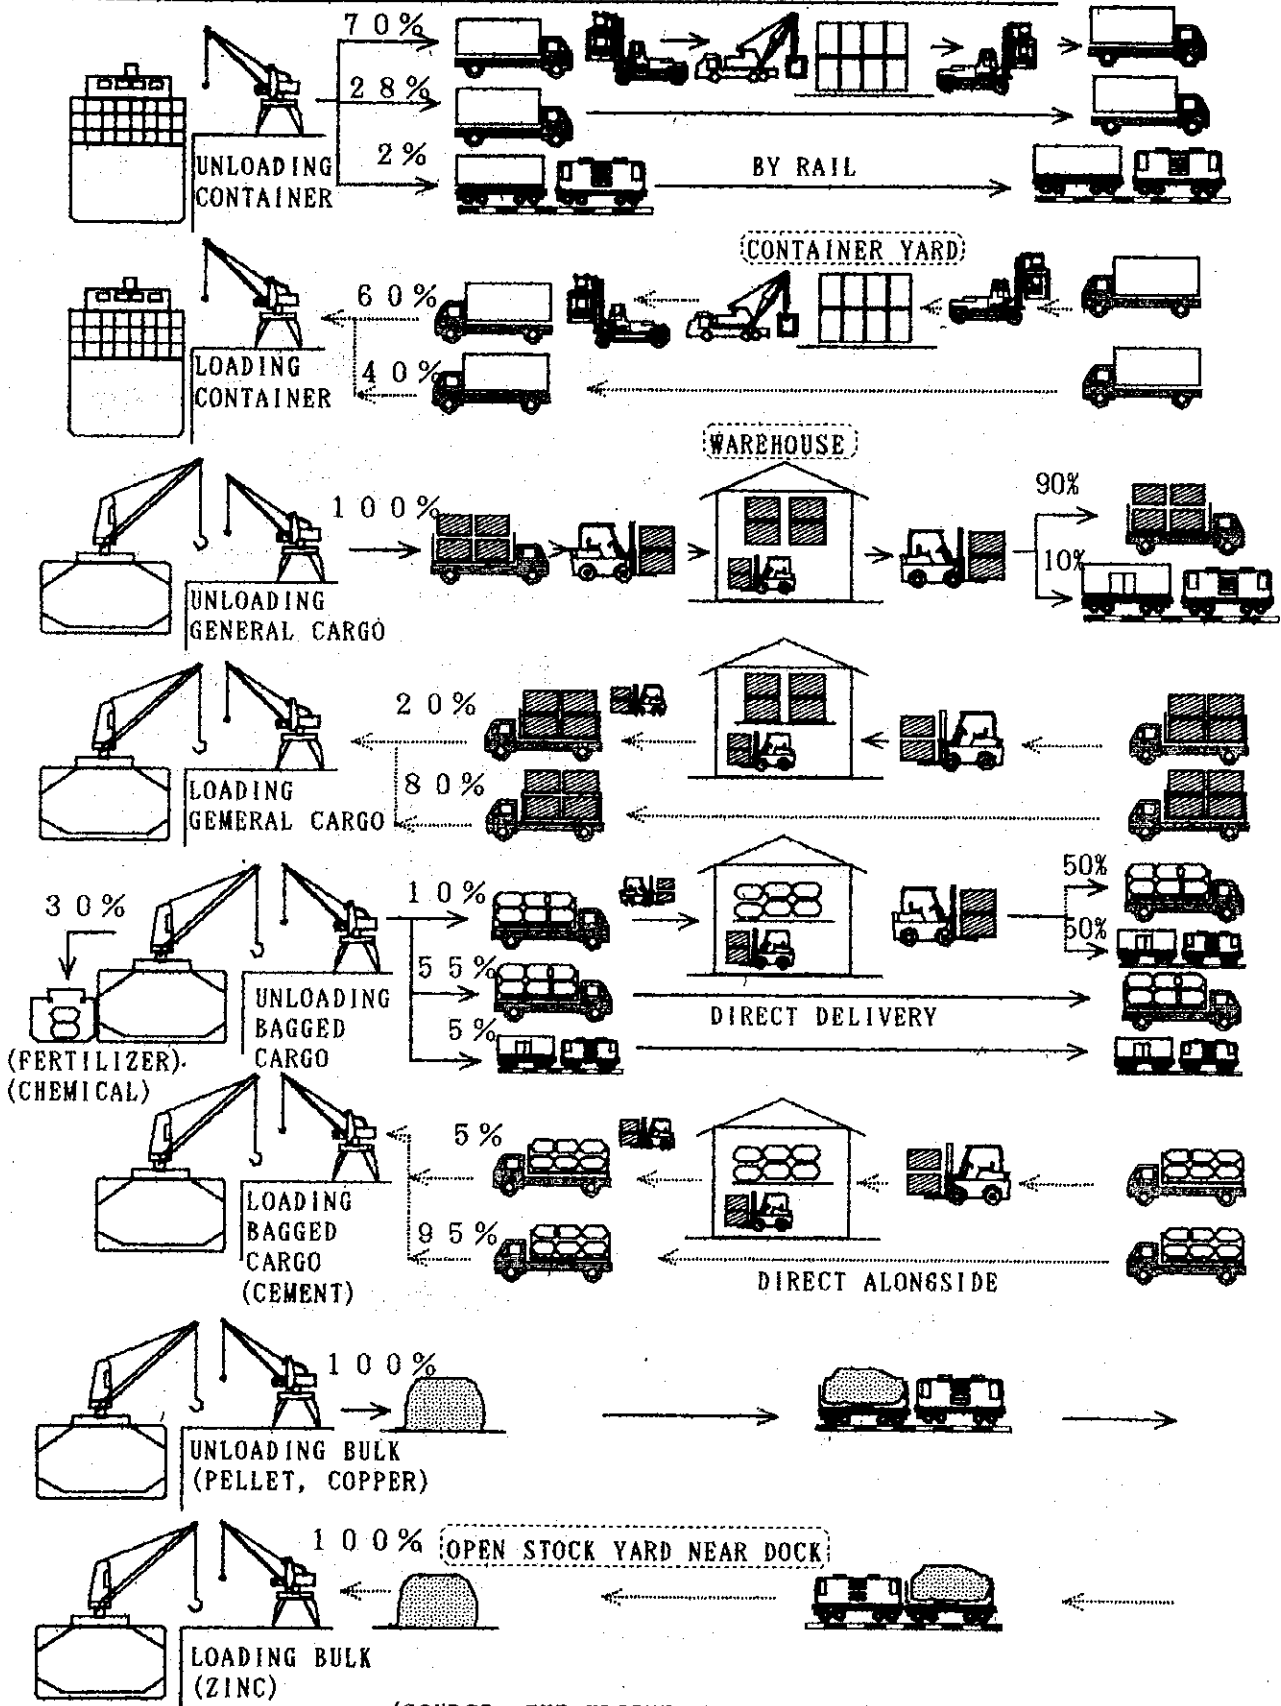 70%
28%
2%
UNLOADING
CONTAINER
BY RAIL
CONTAINER YARD
60%
LOADING
CONTAINER
40%
WAREHOUSE
100%
90%
10%
UNLOADING
GENERAL CARGO
20%
80%
LOADING
GEMERAL CARGO
30%
10%
50%
50%
55%
UNLOADING
BAGGED
CARGO
DIRECT DELIVERY
5%
(FERTILIZER)
(CHEMICAL)
5%
LOADING
BAGGED
CARGO
(CEMENT)
95%
DIRECT ALONGSIDE
100%
UNLOADING BULK
(PELLET, COPPER)
100%
OPEN STOCK YARD NEAR DOCK
LOADING BULK
(ZINC)